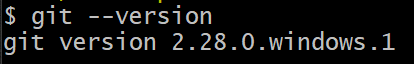 $ git --version
git version 2.28.0.windows.1